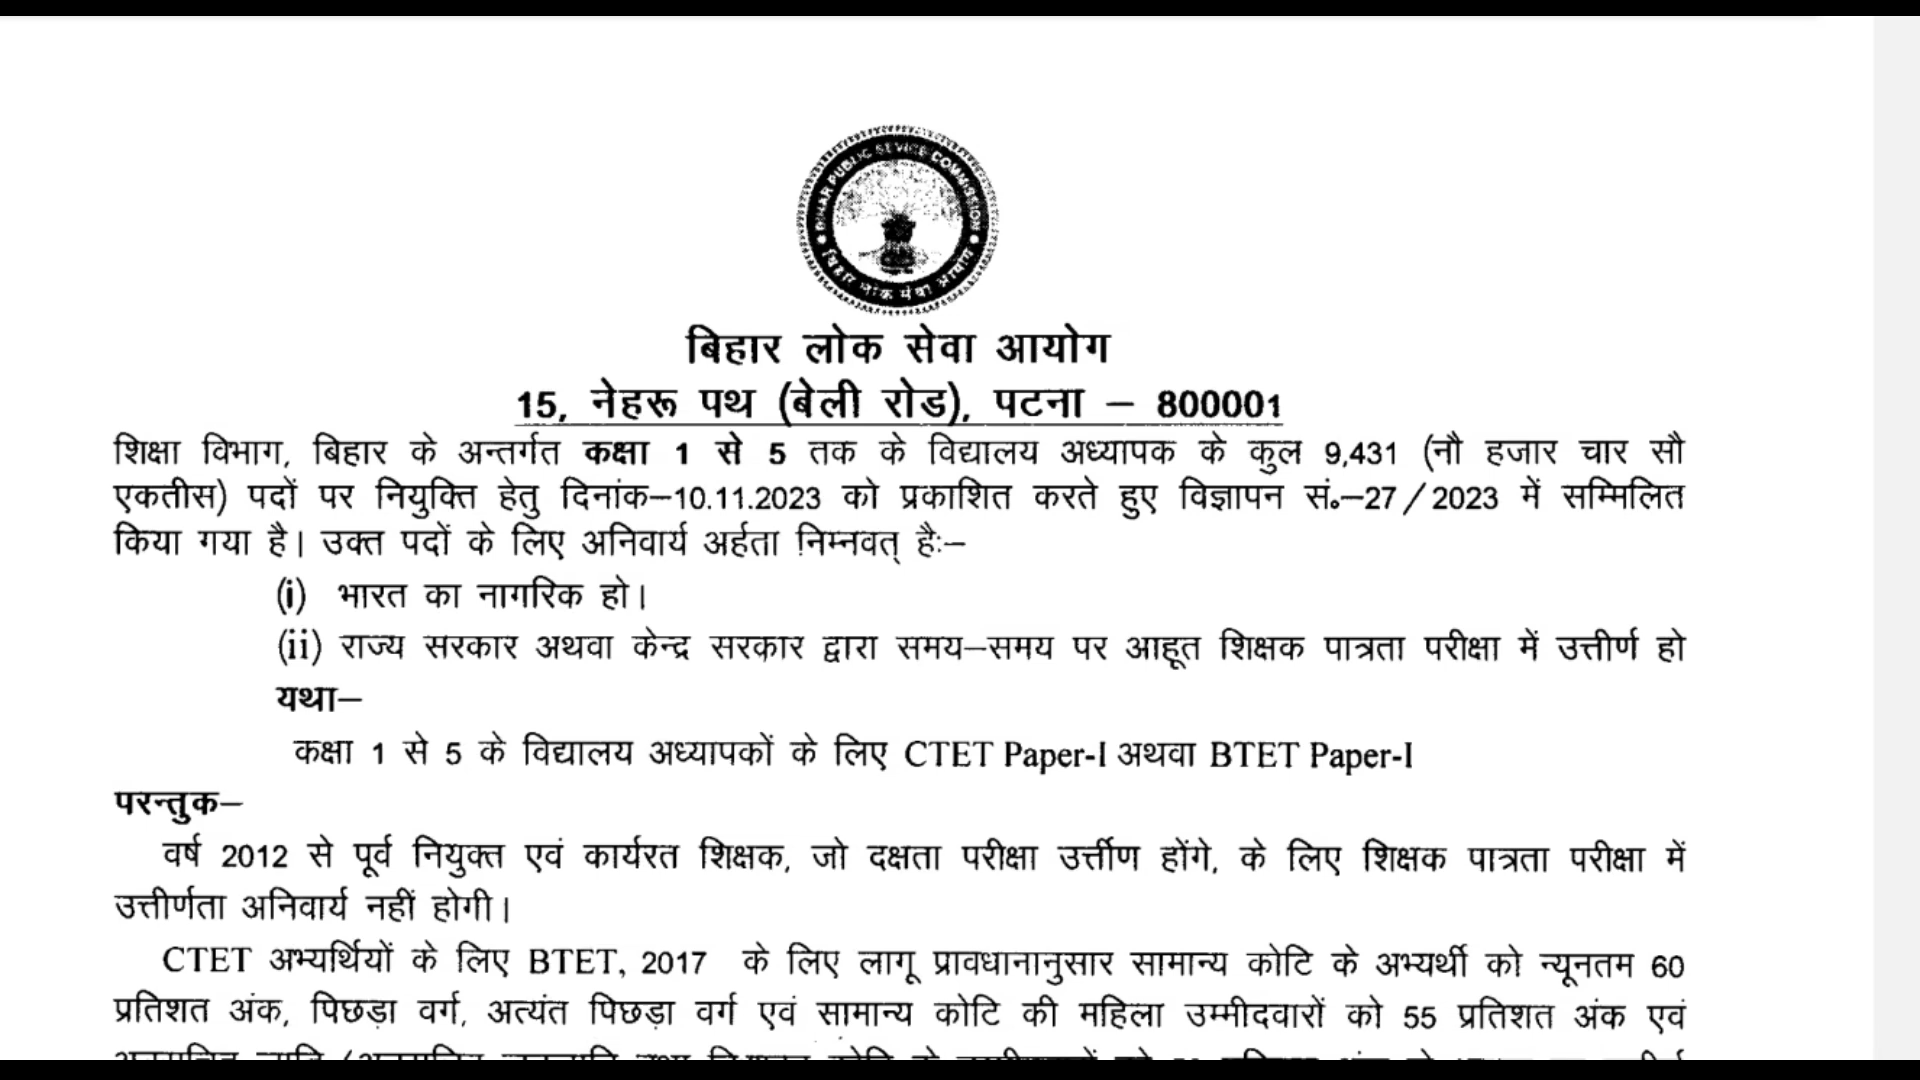 BIHAR PUBLIC SEVICE COMMISSION
बिहार लोक सेवा आयोग
बिहार लोक सेवा आयोग
15, नेहरू पथ (बेली रोड), पटना – 800001
शिक्षा विभाग, बिहार के अन्तर्गत कक्षा 1 से 5 तक के विद्यालय अध्यापक के कुल 9,431 (नौ हजार चार सौ
एकतीस) पदों पर नियुक्ति हेतु दिनांक–10.11.2023 को प्रकाशित करते हुए विज्ञापन सं॰–27/2023 में सम्मिलित
किया गया है। उक्त पदों के लिए अनिवार्य अर्हता निम्नवत् हैः–
(i) भारत का नागरिक हो।
(ii) राज्य सरकार अथवा केन्द्र सरकार द्वारा समय–समय पर आहूत शिक्षक पात्रता परीक्षा में उत्तीर्ण हो
यथा–
कक्षा 1 से 5 के विद्यालय अध्यापकों के लिए CTET Paper-I अथवा BTET Paper-I
परन्तुक–
वर्ष 2012 से पूर्व नियुक्त एवं कार्यरत शिक्षक, जो दक्षता परीक्षा उर्त्तीण होंगे, के लिए शिक्षक पात्रता परीक्षा में
उत्तीर्णता अनिवार्य नहीं होगी।
CTET अभ्यर्थियों के लिए BTET, 2017 के लिए लागू प्रावधानानुसार सामान्य कोटि के अभ्यर्थी को न्यूनतम 60
प्रतिशत अंक, पिछड़ा वर्ग, अत्यंत पिछड़ा वर्ग एवं सामान्य कोटि की महिला उम्मीदवारों को 55 प्रतिशत अंक एवं